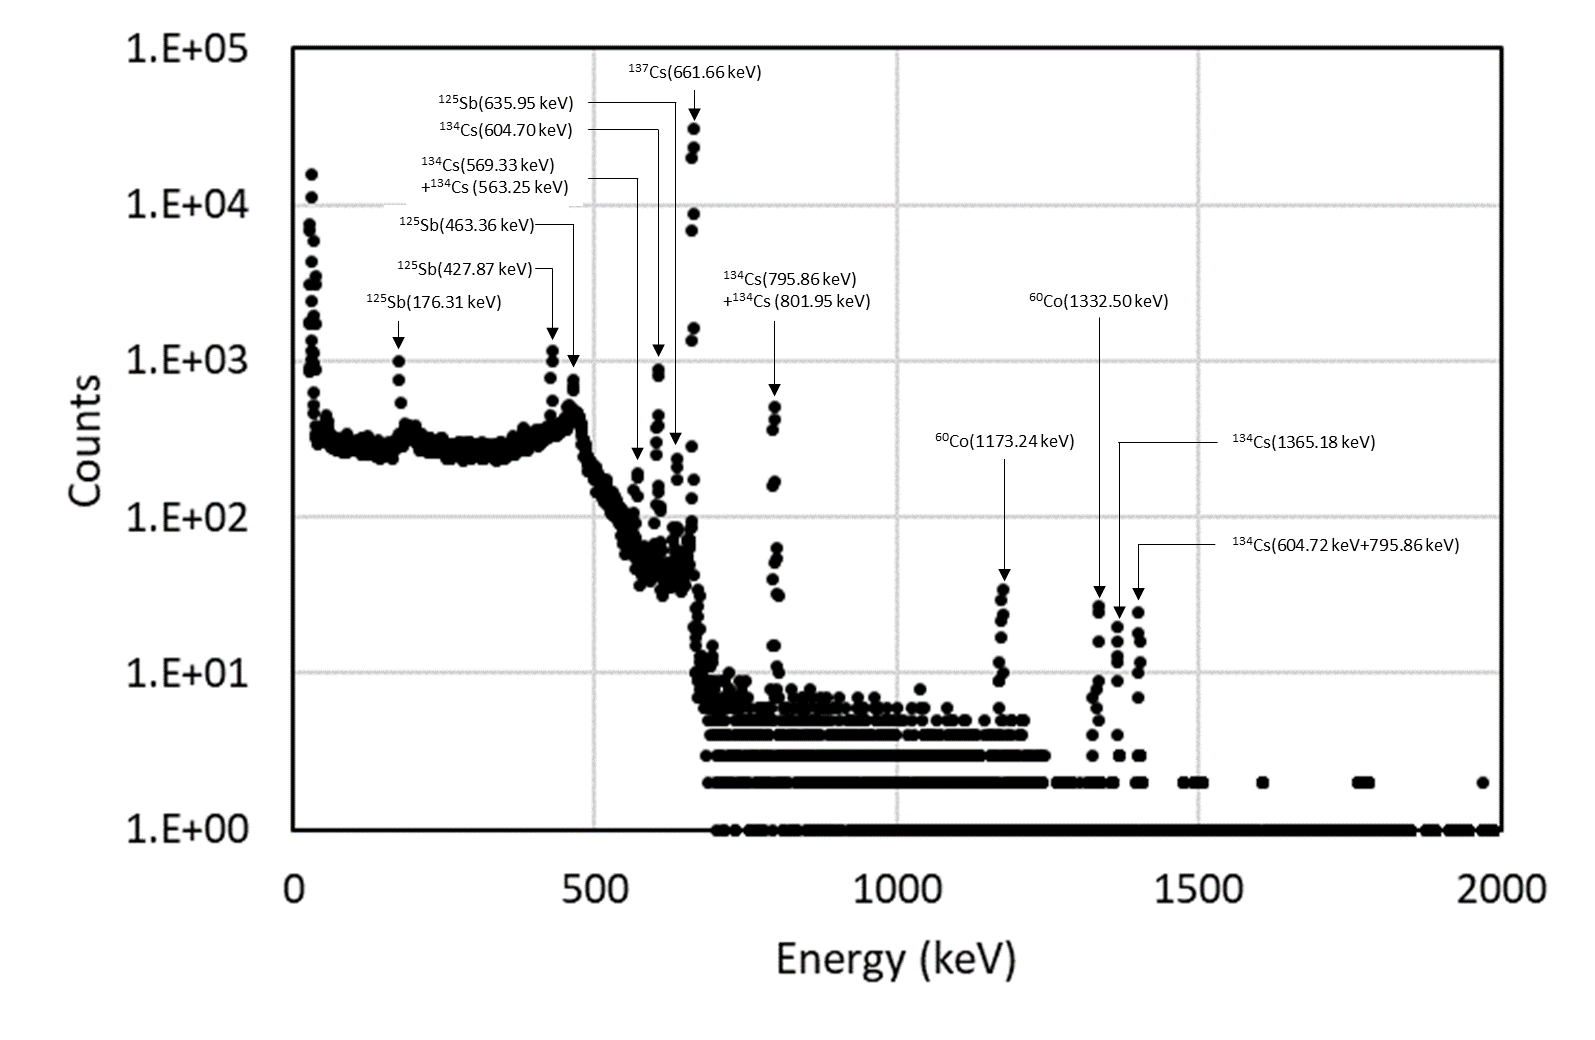 1.E+05
1.E+04
1.E+03
1.E+02
1.E+01
1.E+00
Counts
¹³⁷Cs(661.66 keV)
¹²⁵Sb(635.95 keV)
¹³⁴Cs(604.70 keV)
¹³⁴Cs(569.33 keV)
+¹³⁴Cs (563.25 keV)
¹²⁵Sb(463.36 keV)
¹²⁵Sb(427.87 keV)
¹²⁵Sb(176.31 keV)
¹³⁴Cs(795.86 keV)
+¹³⁴Cs (801.95 keV)
⁶⁰Co(1332.50 keV)
⁶⁰Co(1173.24 keV)
¹³⁴Cs(1365.18 keV)
¹³⁴Cs(604.72 keV+795.86 keV)
0 500 1000 1500 2000
Energy (keV)